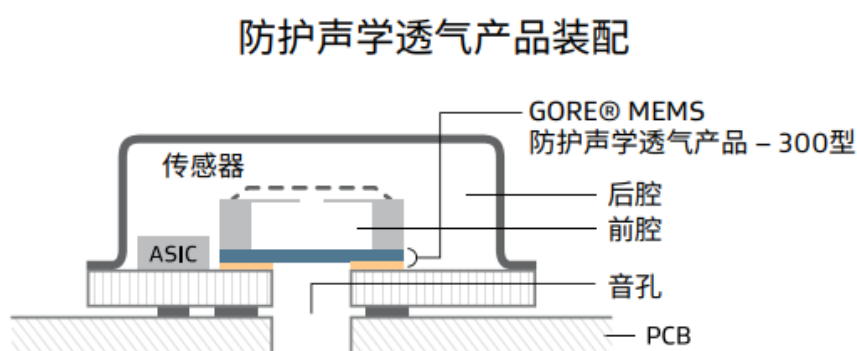 防护声学透气产品装配
GORE® MEMS
防护声学透气产品 – 300型
传感器
后腔
前腔
ASIC
音孔
PCB